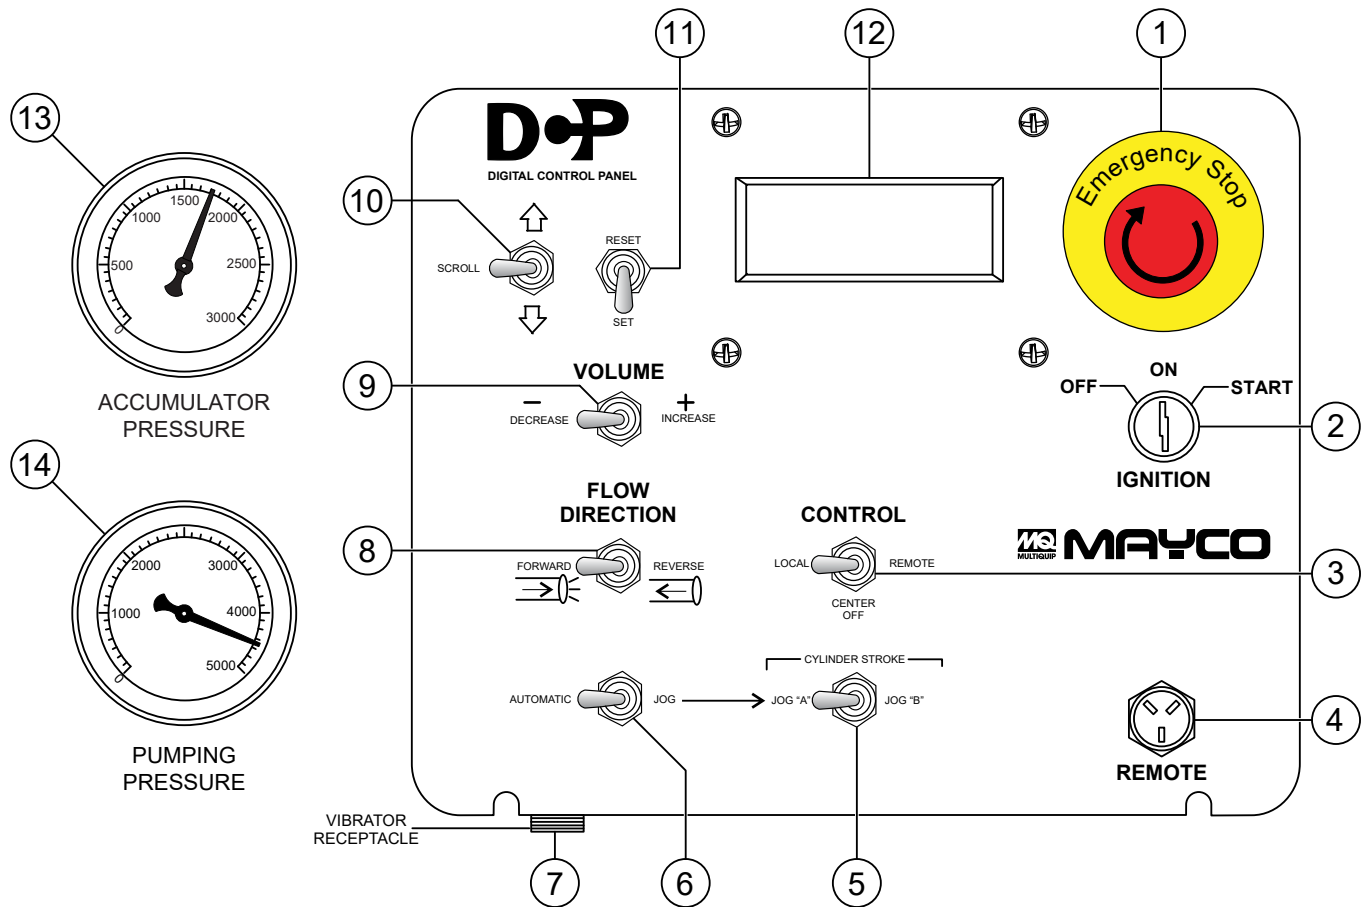 11
12
1
13
DCP
DIGITAL CONTROL PANEL
Emergency Stop
10
SCROLL
RESET
SET
0
500
1000
1500
2000
2500
3000
ACCUMULATOR
PRESSURE
9
VOLUME
−
DECREASE
+
INCREASE
OFF
ON
START
2
IGNITION
14
0
1000
2000
3000
4000
5000
PUMPING
PRESSURE
8
FLOW
DIRECTION
FORWARD
REVERSE
CONTROL
LOCAL
REMOTE
CENTER
OFF
MQ
MULTIQUIP
MAYCO
3
AUTOMATIC
JOG
CYLINDER STROKE
JOG “A”
JOG “B”
4
REMOTE
VIBRATOR
RECEPTACLE
7
6
5